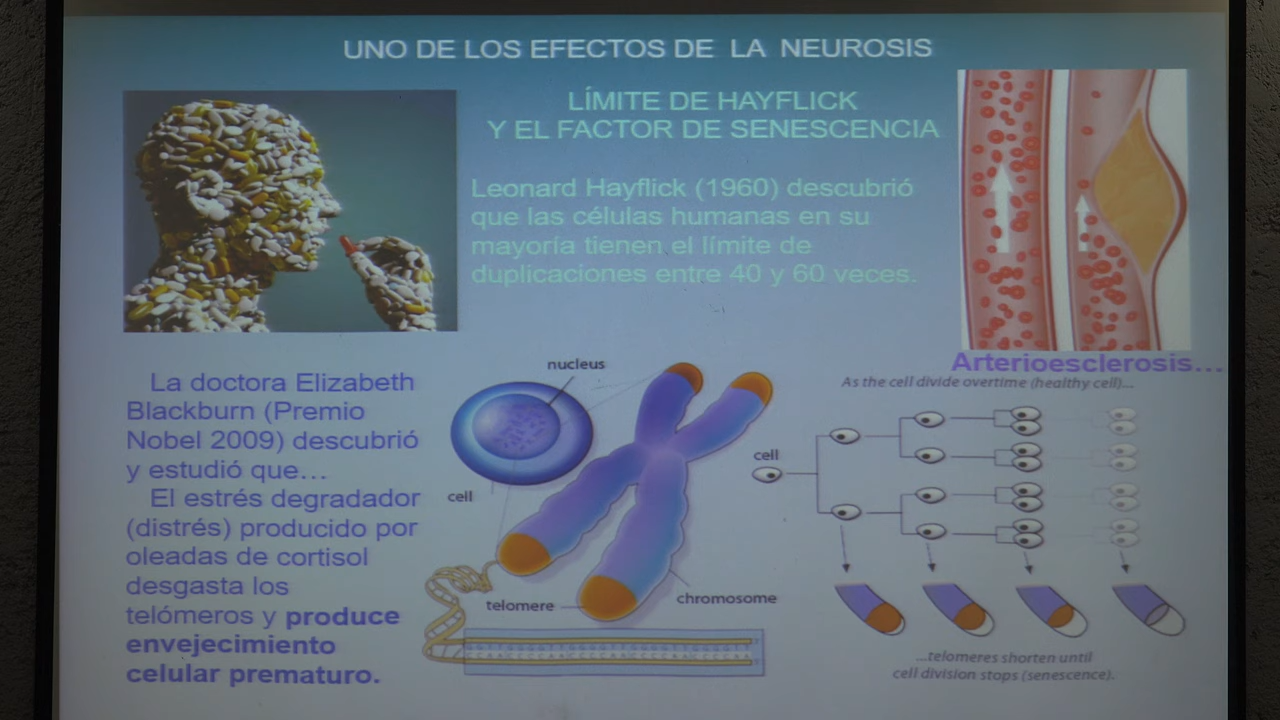 UNO DE LOS EFECTOS DE LA NEUROSIS
LÍMITE DE HAYFLICK
Y EL FACTOR DE SENESCENCIA
Leonard Hayflick (1960) descubrió
que las células humanas en su
mayoría tienen el límite de
duplicaciones entre 40 y 60 veces.
Arterioesclerosis...
La doctora Elizabeth
Blackburn (Premio
Nobel 2009) descubrió
y estudió que...
El estrés degradador
(distrés) producido por
oleadas de cortisol
desgasta los
telómeros y produce
envejecimiento
celular prematuro.
nucleus
cell
telomere
chromosome
As the cell divide overtime (healthy cell)...
cell
...telomeres shorten until
cell division stops (senescence).